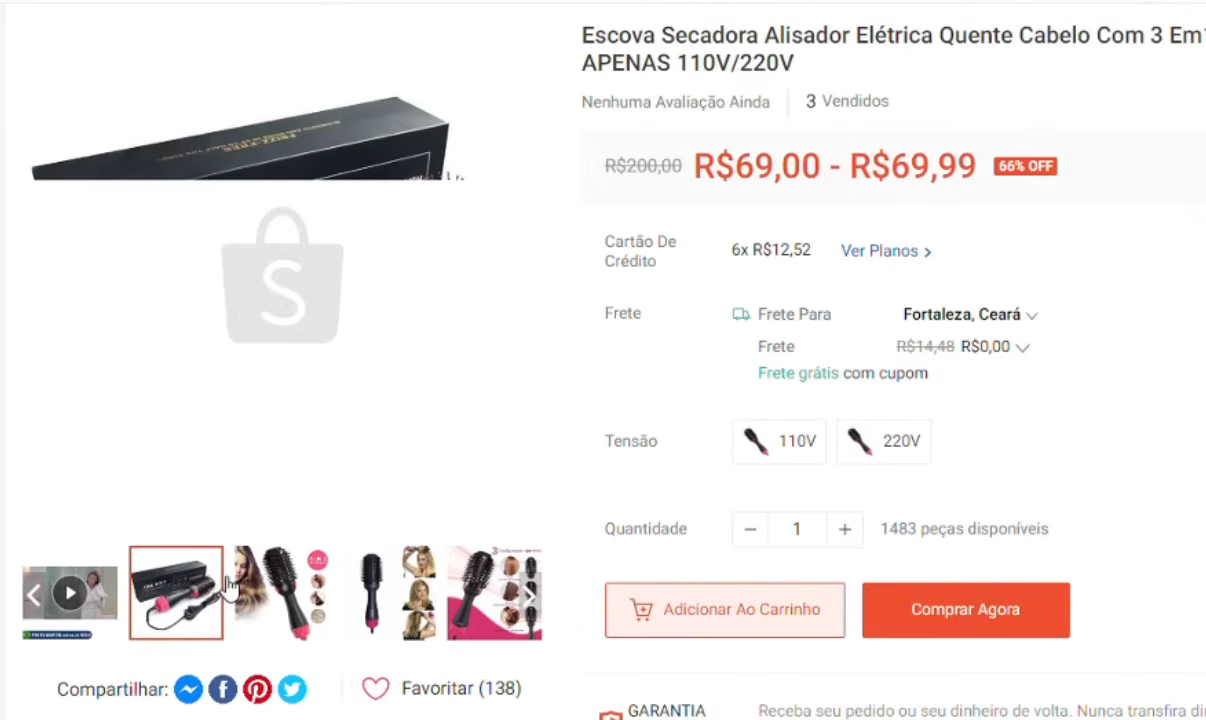 Escova Secadora Alisador Elétrica Quente Cabelo Com 3 Em
APENAS 110V/220V
Nenhuma Avaliação Ainda 3 Vendidos
R$200,00 R$69,00 - R$69,99 66% OFF
Cartão De
Crédito
6x R$12,52 Ver Planos
Frete Frete Para Fortaleza, Ceará
Frete R$14,48 R$0,00
Frete grátis com cupom
Tensão 110V 220V
Quantidade − 1 + 1483 peças disponíveis
Adicionar Ao Carrinho Comprar Agora
FRIZZ-FREE
S
Compartilhar: Favoritar (138)
GARANTIA Receba seu pedido ou seu dinheiro de volta. Nunca transfira